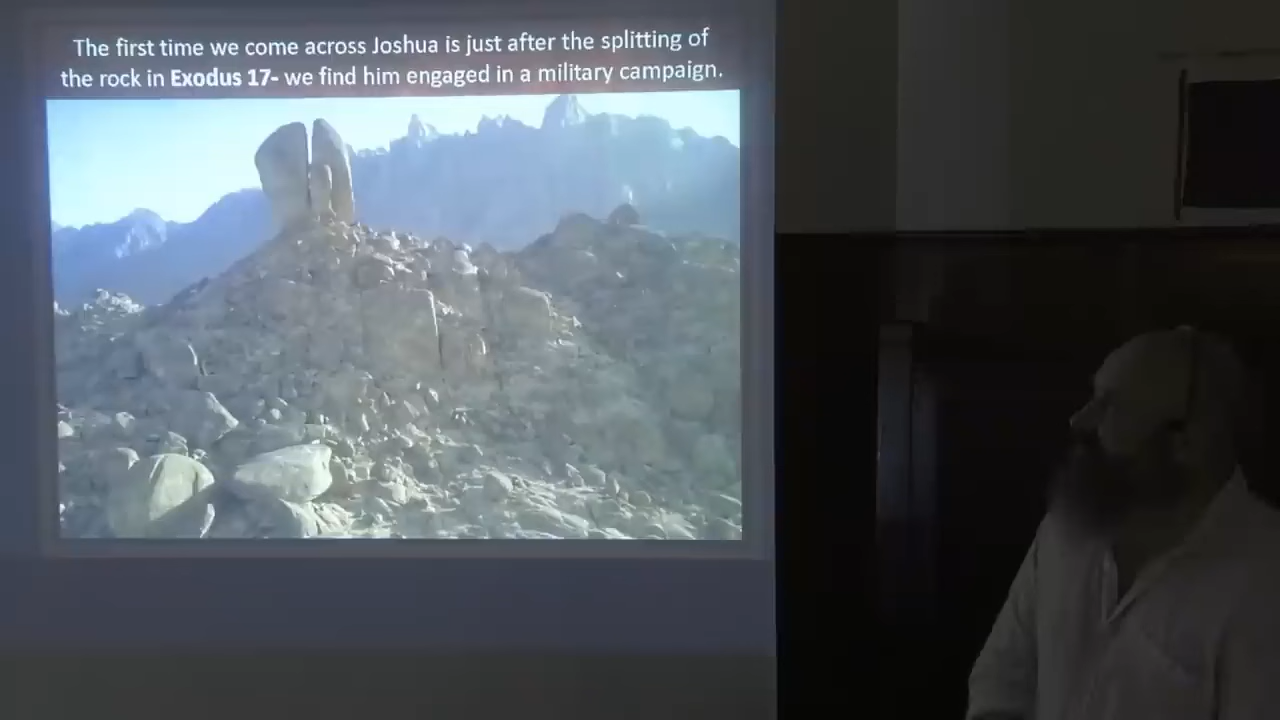 The first time we come across Joshua is just after the splitting of
the rock in Exodus 17- we find him engaged in a military campaign.